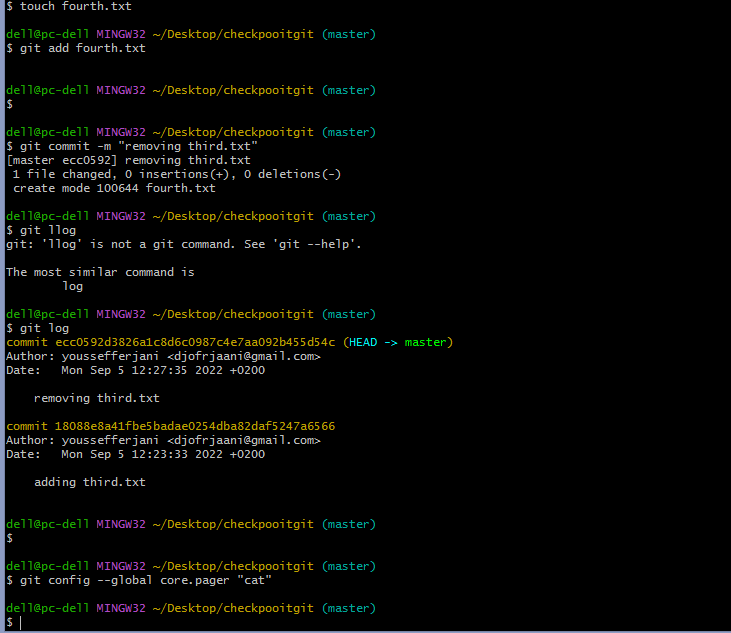 $ touch fourth.txt
dell@pc-dell MINGW32 ~/Desktop/checkpooitgit (master)
$ git add fourth.txt
dell@pc-dell MINGW32 ~/Desktop/checkpooitgit (master)
$
dell@pc-dell MINGW32 ~/Desktop/checkpooitgit (master)
$ git commit -m "removing third.txt"
[master ecc0592] removing third.txt
 1 file changed, 0 insertions(+), 0 deletions(-)
 create mode 100644 fourth.txt
dell@pc-dell MINGW32 ~/Desktop/checkpooitgit (master)
$ git llog
git: 'llog' is not a git command. See 'git --help'.
The most similar command is
        log
dell@pc-dell MINGW32 ~/Desktop/checkpooitgit (master)
$ git log
commit ecc0592d3826a1c8d6c0987c4e7aa092b455d54c (HEAD -> master)
Author: youssefferjani <djofrjaani@gmail.com>
Date:   Mon Sep 5 12:27:35 2022 +0200
    removing third.txt
commit 18088e8a41fbe5badae0254dba82daf5247a6566
Author: youssefferjani <djofrjaani@gmail.com>
Date:   Mon Sep 5 12:23:33 2022 +0200
    adding third.txt
dell@pc-dell MINGW32 ~/Desktop/checkpooitgit (master)
$
dell@pc-dell MINGW32 ~/Desktop/checkpooitgit (master)
$ git config --global core.pager "cat"
dell@pc-dell MINGW32 ~/Desktop/checkpooitgit (master)
$